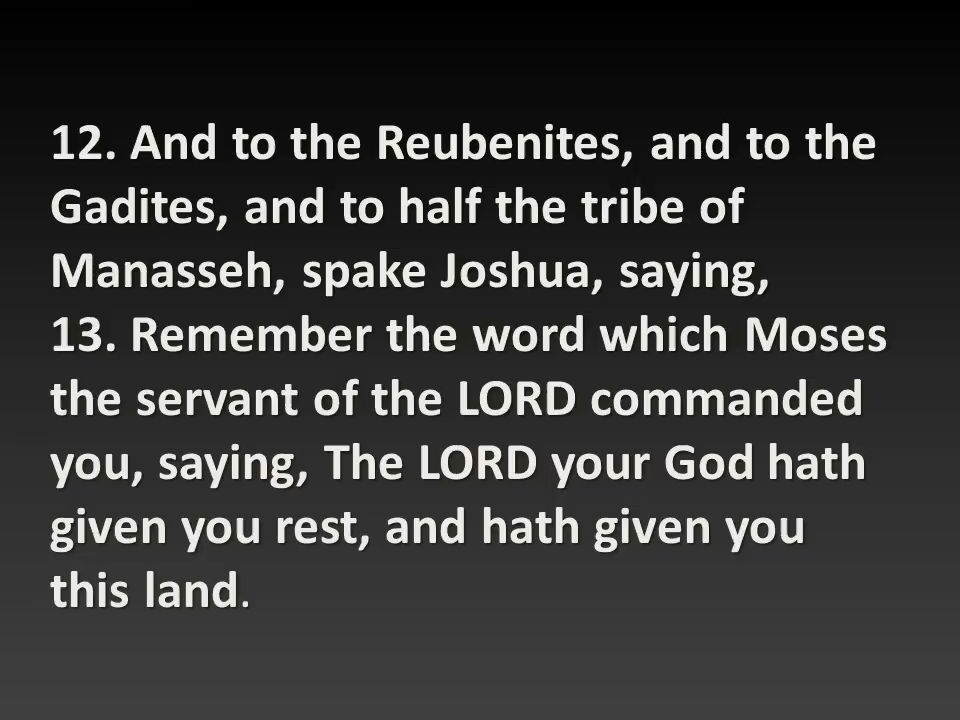 12. And to the Reubenites, and to the
Gadites, and to half the tribe of
Manasseh, spake Joshua, saying,
13. Remember the word which Moses
the servant of the LORD commanded
you, saying, The LORD your God hath
given you rest, and hath given you
this land.